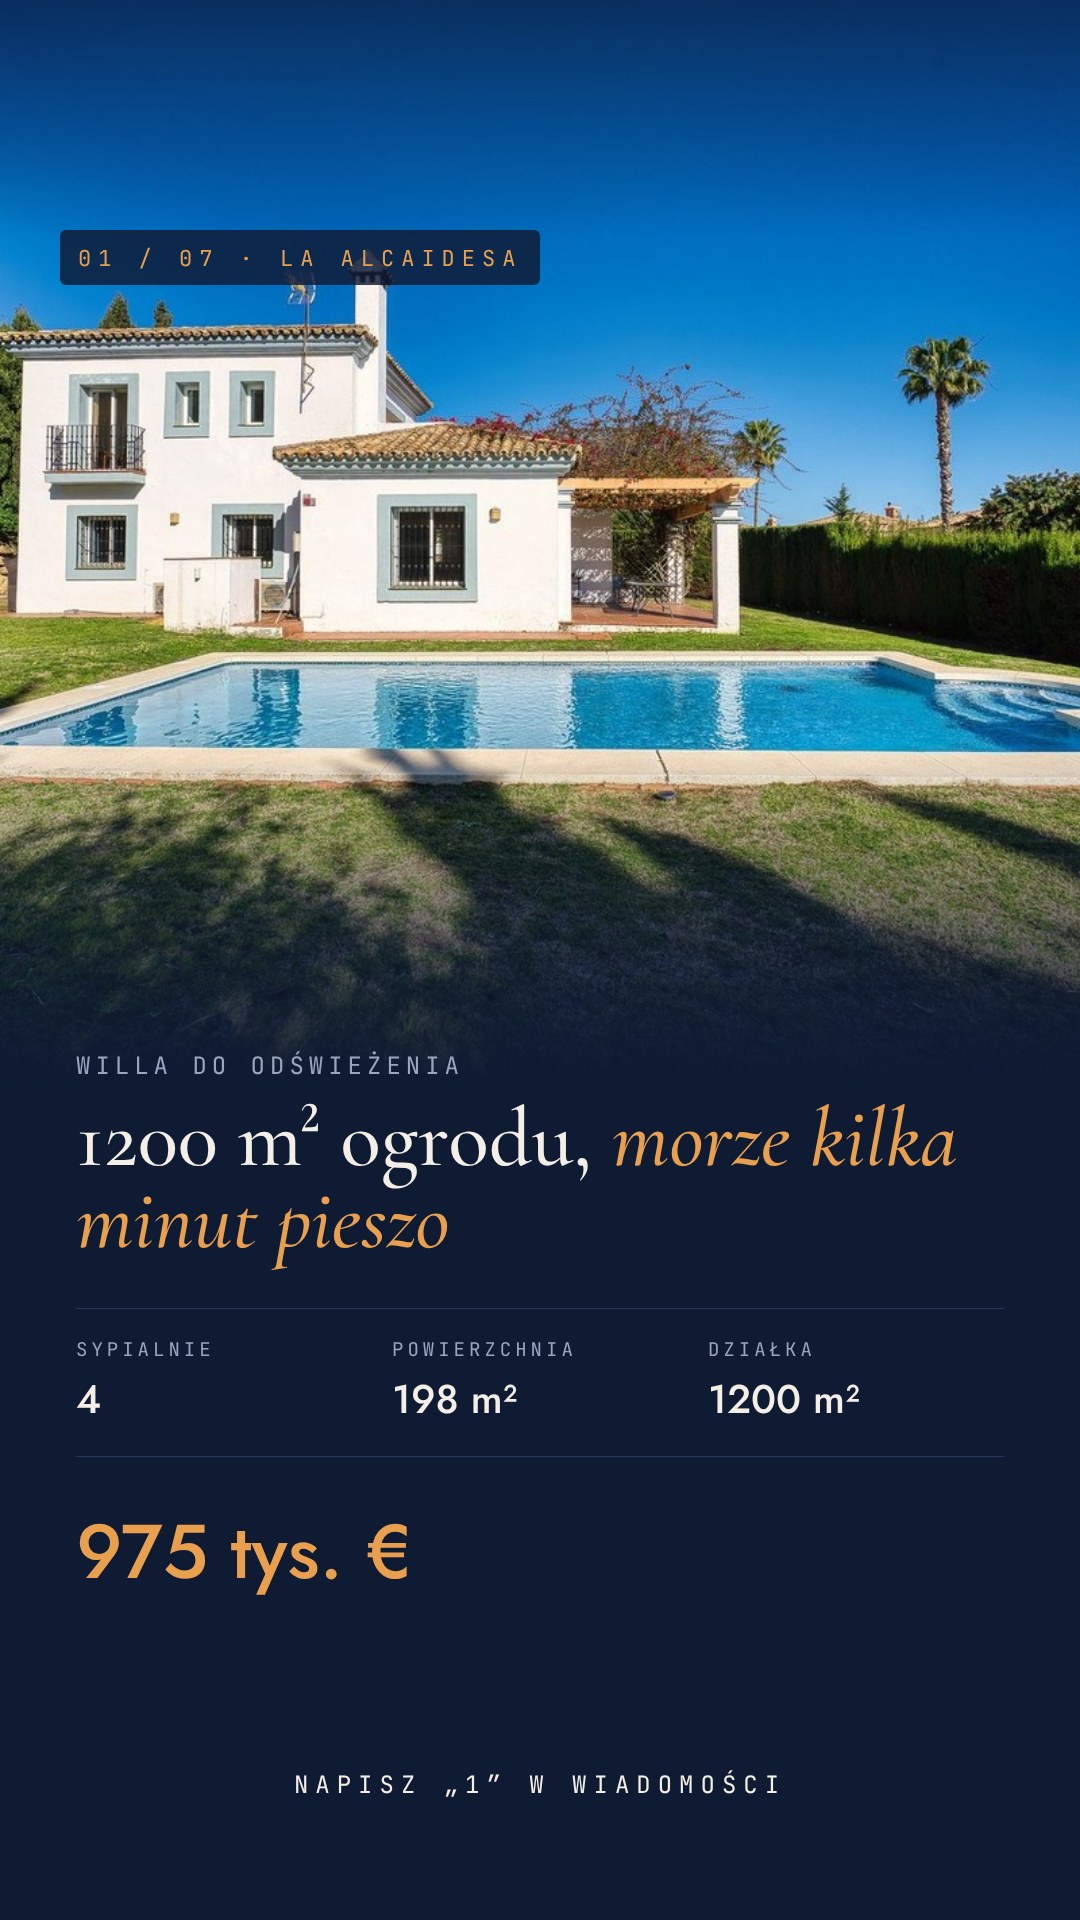 01 / 07 · LA ALCAIDESA
WILLA DO ODŚWIEŻENIA
1200 m² ogrodu, morze kilka
minut pieszo
SYPIALNIE POWIERZCHNIA DZIAŁKA
4 198 m² 1200 m²
975 tys. €
NAPISZ „1” W WIADOMOŚCI